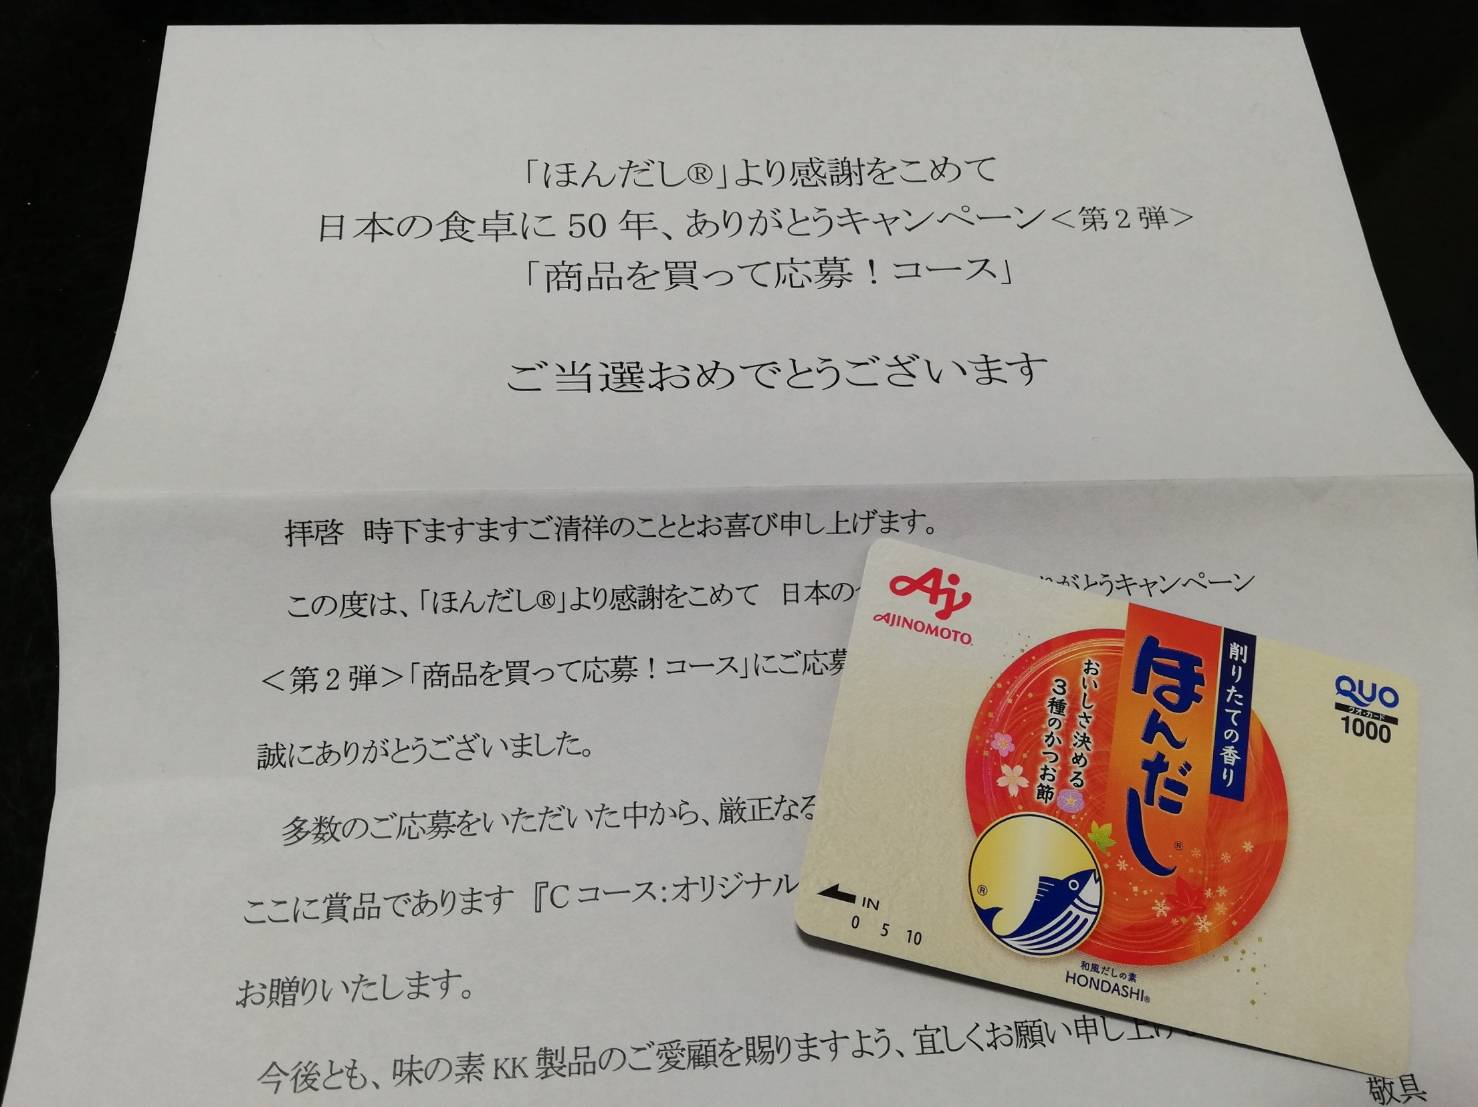 「ほんだし®」より感謝をこめて
日本の食卓に 50 年、ありがとうキャンペーン＜第２弾＞
「商品を買って応募！コース」
ご当選おめでとうございます
拝啓　時下ますますご清祥のこととお喜び申し上げます。
この度は、「ほんだし®」より感謝をこめて　日本の りがとうキャンペーン
＜第２弾＞「商品を買って応募！コース」にご応募
誠にありがとうございました。
多数のご応募をいただいた中から、厳正なる
ここに賞品であります『C コース：オリジナル
お贈りいたします。
今後とも、味の素 KK 製品のご愛顧を賜りますよう、宜しくお願い申し上げ
敬具
Aj
AJINOMOTO
削りたての香り
ほんだし®
おいしさ決める
3種のかつお節
QUO
クオ・カード
1000
®
IN
0 5 10
和風だしの素
HONDASHI®